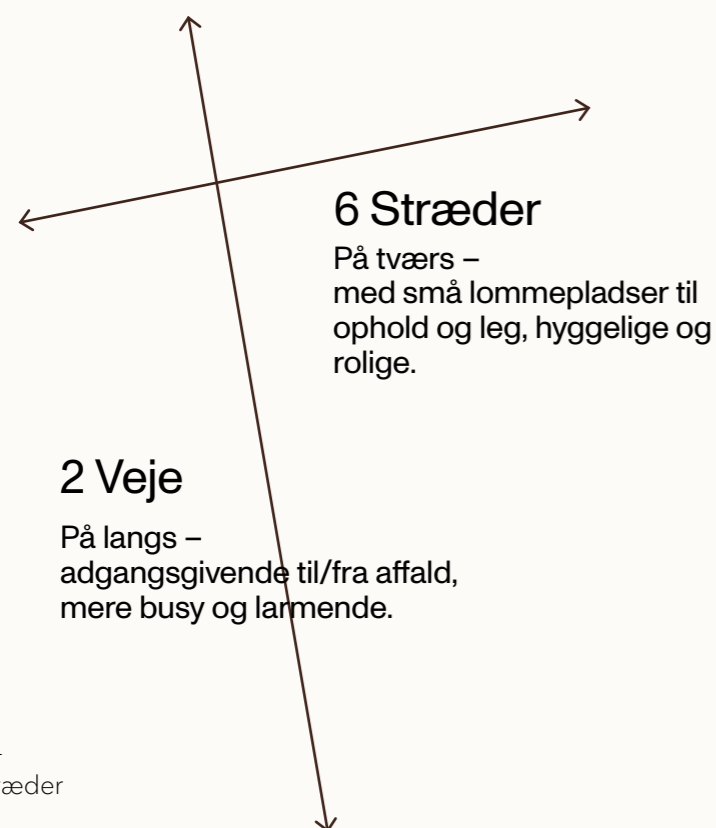 6 Stræder
På tværs –
med små lommepladser til
ophold og leg, hyggelige og
rolige.
2 Veje
På langs –
adgangsgivende til/fra affald,
mere busy og larmende.